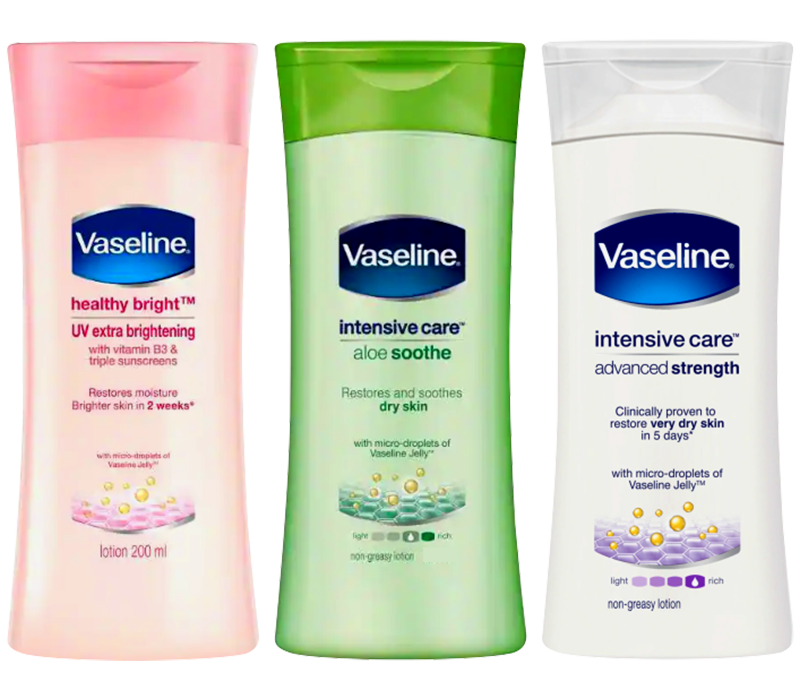 Vaseline®
healthy bright™
UV extra brightening
with vitamin B3 &
triple sunscreens
Restores moisture
Brighter skin in 2 weeks*
with micro-droplets of
Vaseline Jelly™
lotion 200 ml
Vaseline®
intensive care™
aloe soothe
Restores and soothes
dry skin
with micro-droplets of
Vaseline Jelly™
light rich
non-greasy lotion
Vaseline®
intensive care™
advanced strength
Clinically proven to
restore very dry skin
in 5 days*
with micro-droplets of
Vaseline Jelly™
light rich
non-greasy lotion